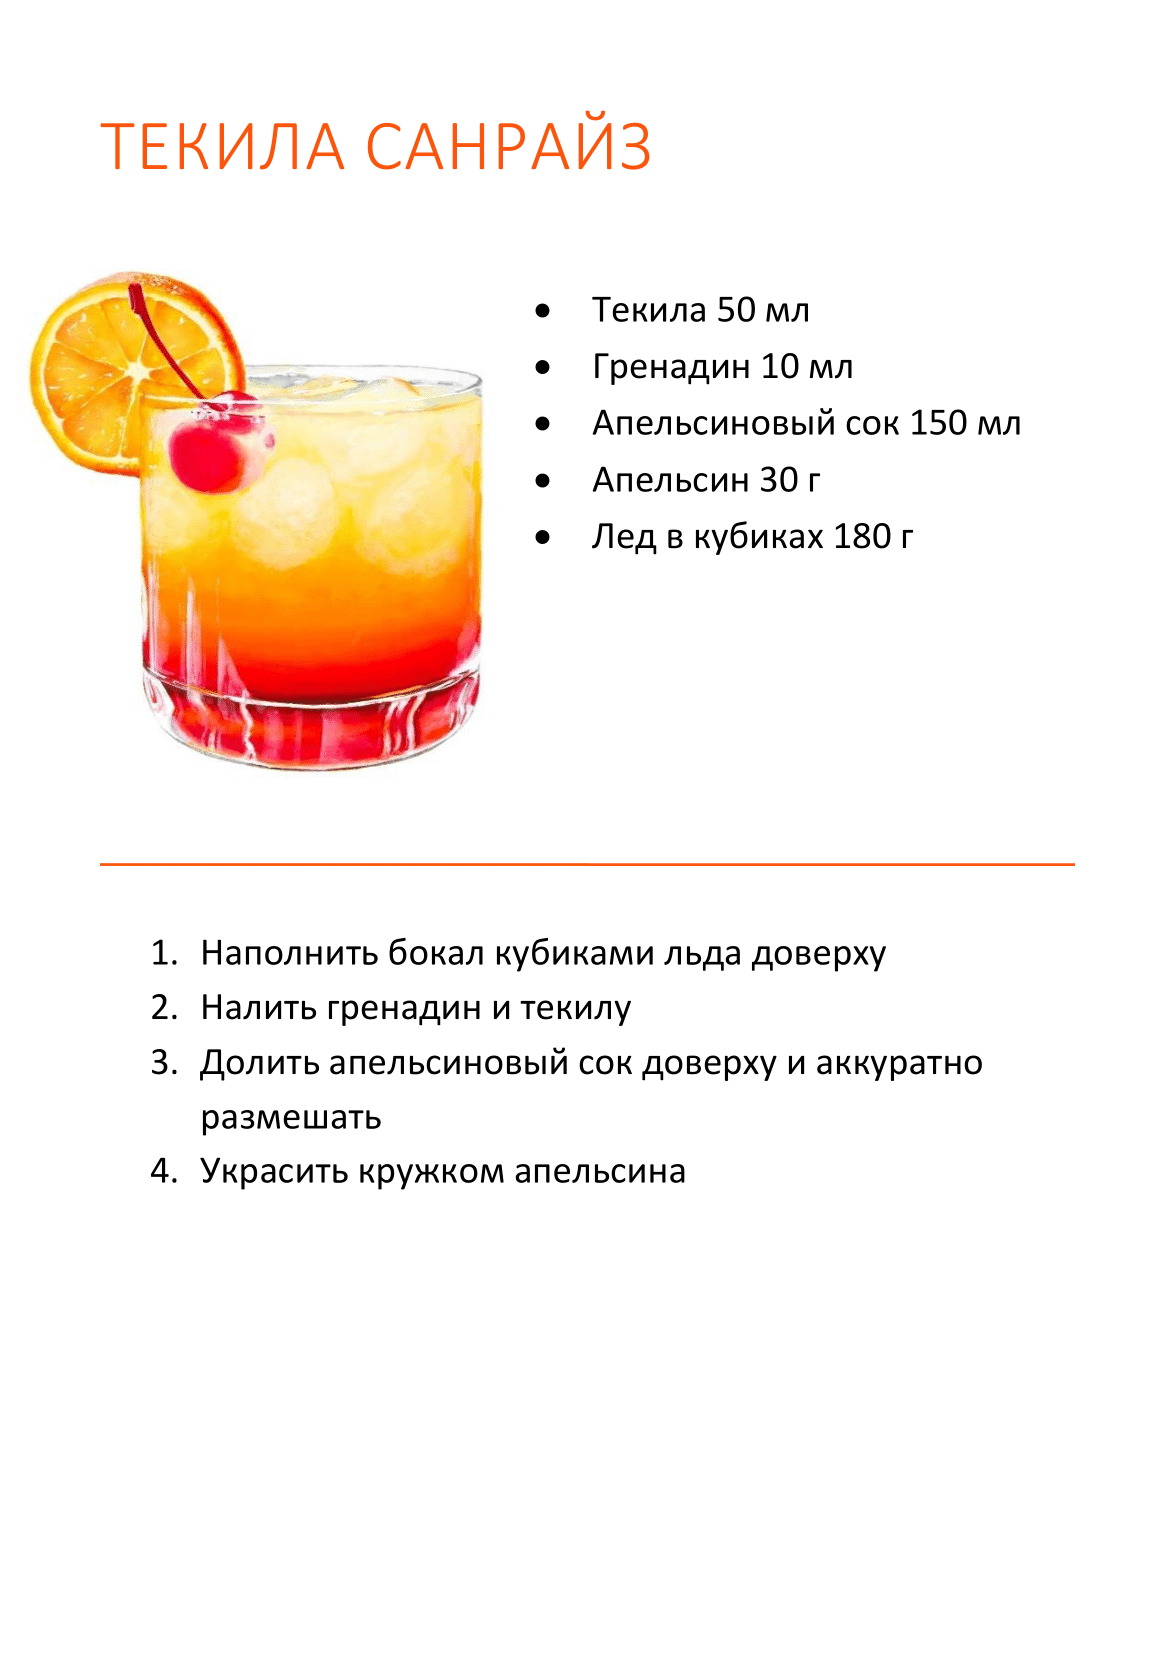 ТЕКИЛА САНРАЙЗ
• Текила 50 мл
• Гренадин 10 мл
• Апельсиновый сок 150 мл
• Апельсин 30 г
• Лед в кубиках 180 г
1. Наполнить бокал кубиками льда доверху
2. Налить гренадин и текилу
3. Долить апельсиновый сок доверху и аккуратно
размешать
4. Украсить кружком апельсина